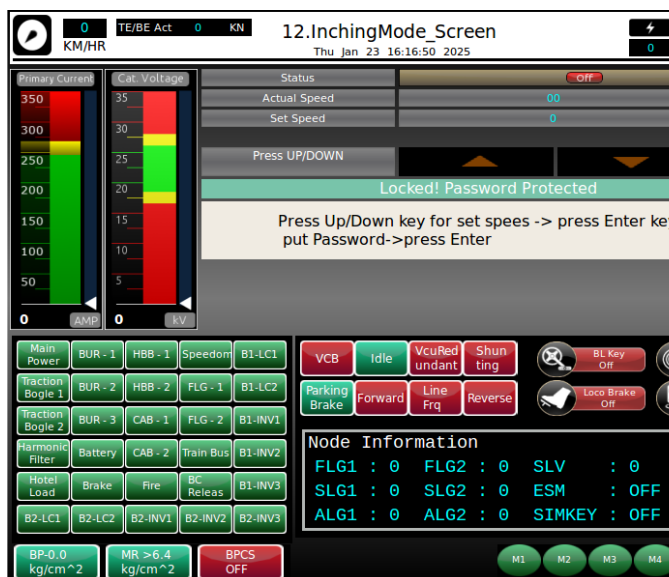 0 TE/BE Act 0 KN
KM/HR
12.InchingMode_Screen
Thu Jan 23 16:16:50 2025
0
Primary Current
Cat. Voltage
350
300
250
200
150
100
50
0 AMP
35
30
25
20
15
10
5
0 kV
Status Off
Actual Speed 00
Set Speed 0
Press UP/DOWN
Locked! Password Protected
Press Up/Down key for set spees -> press Enter ke
put Password->press Enter
Main Power
BUR - 1
HBB - 1
Speedom
B1-LC1
Traction Bogle 1
BUR - 2
HBB - 2
FLG - 1
B1-LC2
Traction Bogle 2
BUR - 3
CAB - 1
FLG - 2
B1-INV1
Harmonic Filter
Battery
CAB - 2
Train Bus
B1-INV2
Hotel Load
Brake
Fire
BC Releas
B1-INV3
B2-LC1
B2-LC2
B2-INV1
B2-INV2
B2-INV3
BP-0.0
kg/cm^2
MR >6.4
kg/cm^2
BPCS
OFF
VCB
Idle
VcuRed
undant
Shun
ting
BL Key
Off
Parking
Brake
Forward
Line
Frq
Reverse
Loco Brake
Off
Node Information
FLG1 : 0 FLG2 : 0 SLV : 0
SLG1 : 0 SLG2 : 0 ESM : OFF
ALG1 : 0 ALG2 : 0 SIMKEY : OFF
M1 M2 M3 M4